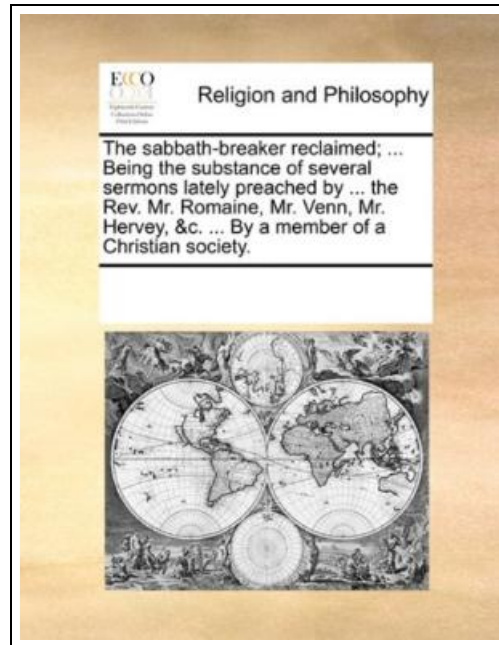 ECCO
Religion and Philosophy
The sabbath-breaker reclaimed; ...
Being the substance of several
sermons lately preached by ... the
Rev. Mr. Romaine, Mr. Venn, Mr.
Hervey, &c. ... By a member of a
Christian society.